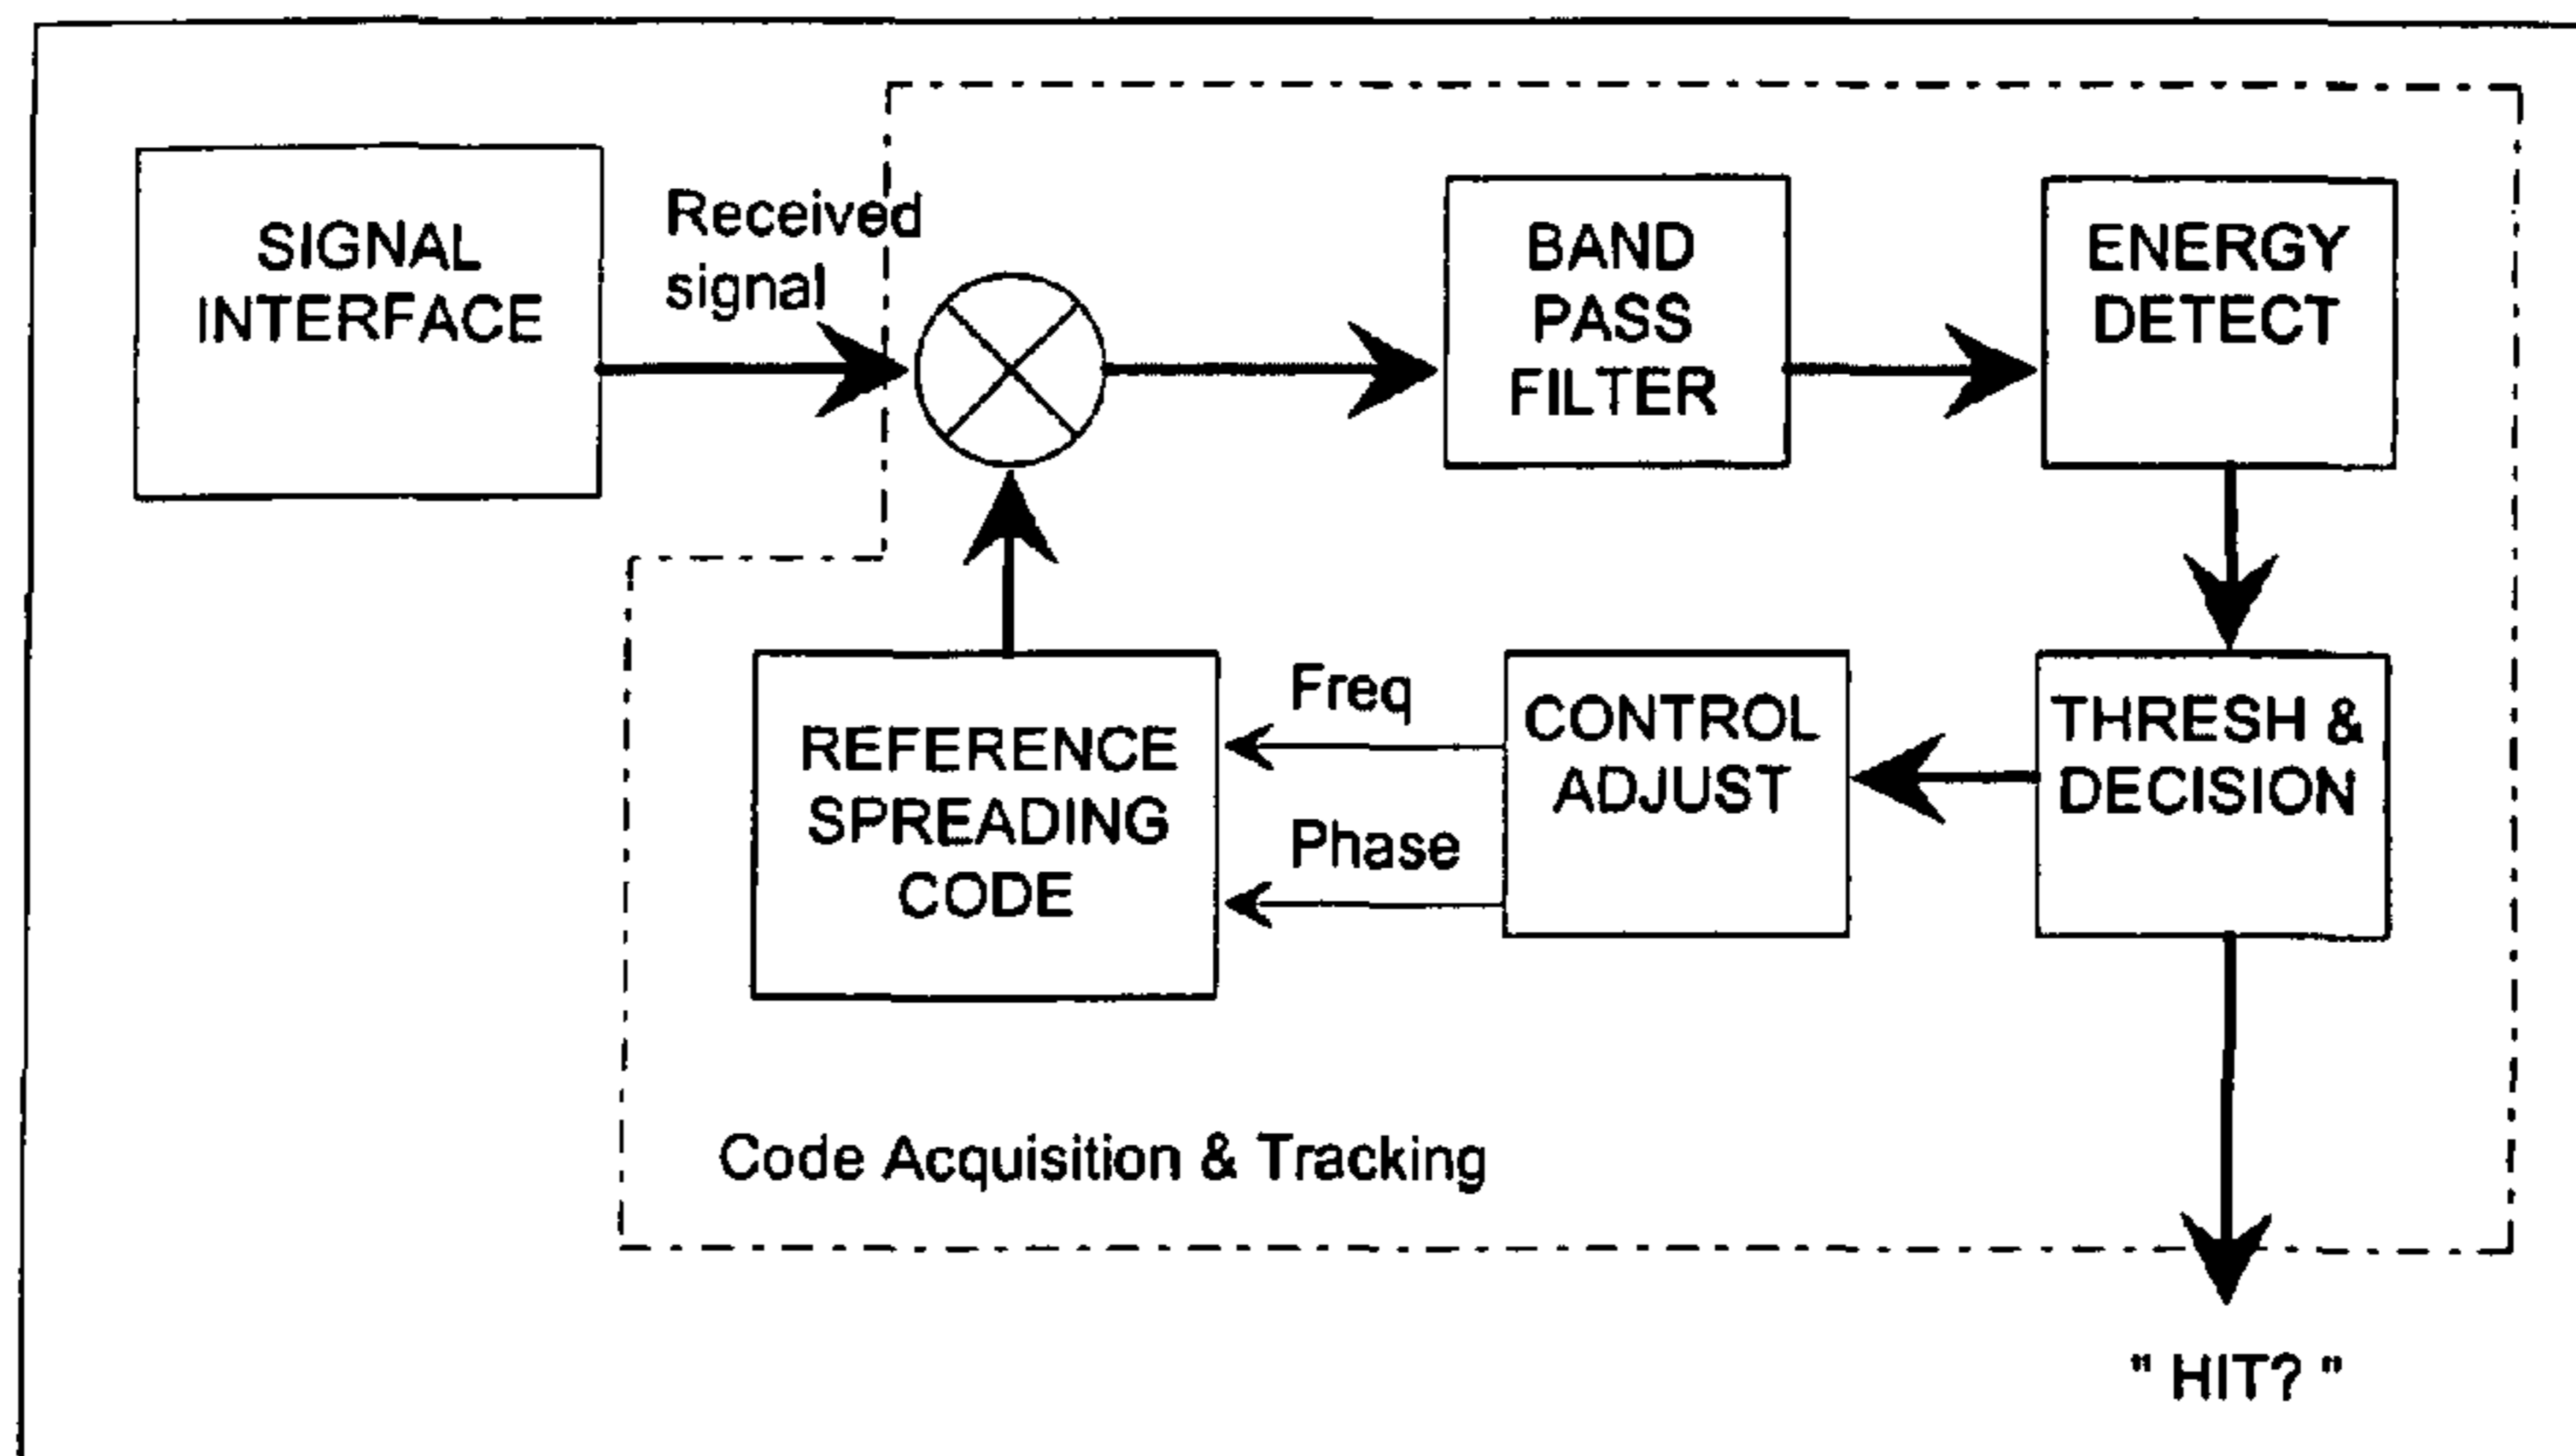 SIGNAL
INTERFACE
Received
signal
BAND
PASS
FILTER
ENERGY
DETECT
REFERENCE
SPREADING
CODE
Freq
Phase
CONTROL
ADJUST
THRESH &
DECISION
Code Acquisition & Tracking
" HIT? "